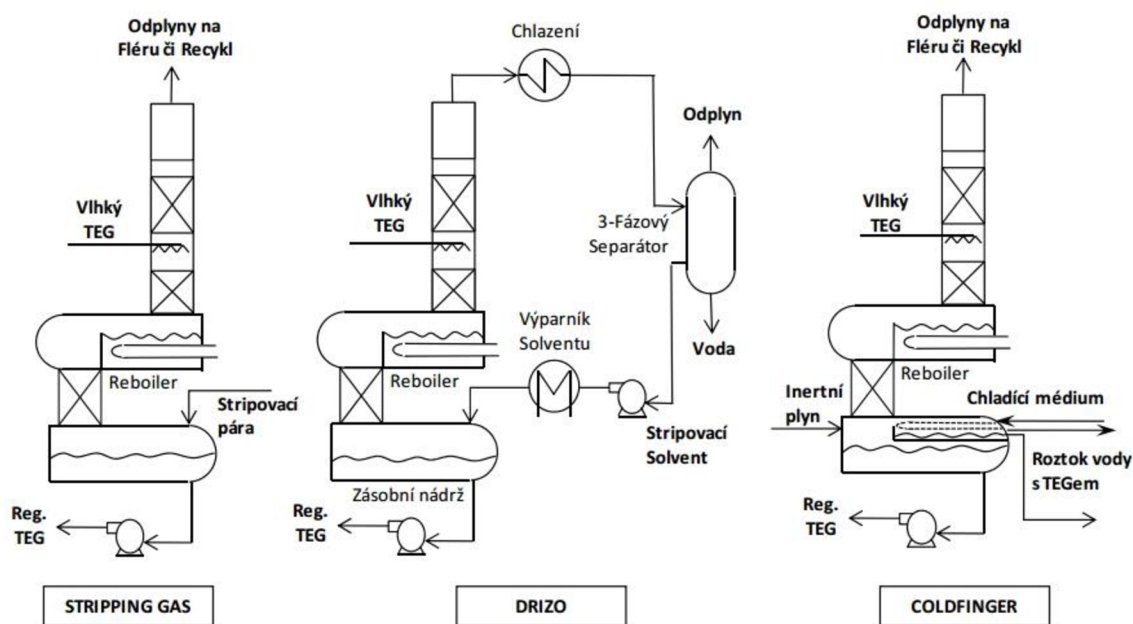 Odplyny na
Fléru či Recykl
Vlhký
TEG
Reboiler
Stripovací
pára
Reg.
TEG
STRIPPING GAS
Chlazení
Odplyn
Vlhký
TEG
3-Fázový
Separátor
Výparník
Solventu
Voda
Reboiler
Stripovací
Solvent
Zásobní nádrž
Reg.
TEG
DRIZO
Odplyny na
Fléru či Recykl
Vlhký
TEG
Reboiler
Inertní
plyn
Chladící médium
Roztok vody
s TEGem
Reg.
TEG
COLDFINGER